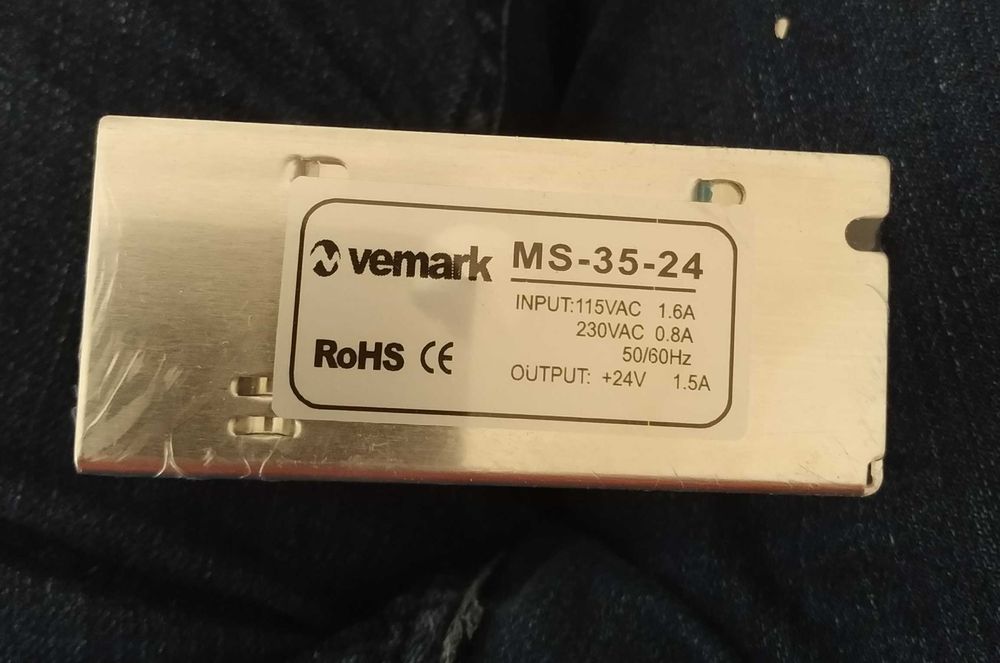 vemark
MS-35-24
INPUT:115VAC 1.6A
230VAC 0.8A
50/60Hz
RoHS CE
OUTPUT: +24V 1.5A